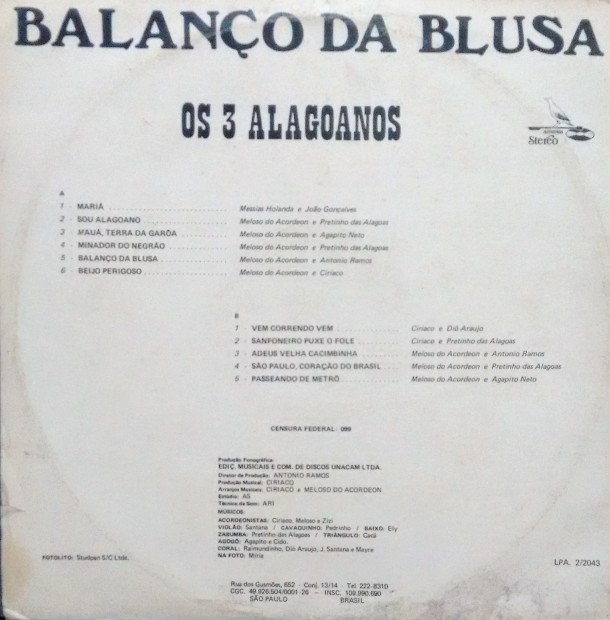 BALANÇO DA BLUSA
OS 3 ALAGOANOS
Stereo
A
1 - MARIÁ Messias Holanda e João Gonçalves
2 - SOU ALAGOANO Meloso do Acordeon e Pretinho das Alagoas
3 - MAUÁ, TERRA DA GARÔA Meloso do Acordeon e Agapito Neto
4 - MINADOR DO NEGRÃO Meloso do Acordeon e Pretinho das Alagoas
5 - BALANÇO DA BLUSA Meloso do Acordeon e Antonio Ramos
6 - BEIJO PERIGOSO Meloso do Acordeon e Ciríaco
B
1 - VEM CORRENDO VEM Ciríaco e Dió Araujo
2 - SANFONEIRO PUXE O FOLE Ciríaco e Pretinho das Alagoas
3 - ADEUS VELHA CACIMBINHA Meloso do Acordeon e Antonio Ramos
4 - SÃO PAULO, CORAÇÃO DO BRASIL Meloso do Acordeon e Pretinho das Alagoas
5 - PASSEANDO DE METRÔ Meloso do Acordeon e Agapito Neto
CENSURA FEDERAL: 099
Produção Fonográfica:
EDIÇ. MUSICAIS E COM. DE DISCOS UNACAM LTDA.
Diretor de Produção: ANTONIO RAMOS
Produção Musical: CIRIACO
Arranjos Musicais: CIRIACO e MELOSO DO ACORDEON
Estúdio: AS
Técnico de Som: ARI
MÚSICOS:
ACORDEONISTAS: Ciriaco, Meloso e Zizi
VIOLÃO: Santana / CAVAQUINHO: Pedrinho / BAIXO: Ely
ZABUMBA: Pretinho das Alagoas / TRIÂNGULO: Cacá
AGOGÔ: Agapito e Cido.
CORAL: Raimundinho, Dió Araujo, J. Santana e Mayre
NA FOTO: Míria
FOTOLITO: Studpan S/C Ltda.
LPA. 2/2043
Rua dos Gusmões, 652 - Conj. 13/14 - Tel. 222-8310
CGC. 49.928.504/0001-26 - INSC. 109.990.690
SÃO PAULO BRASIL